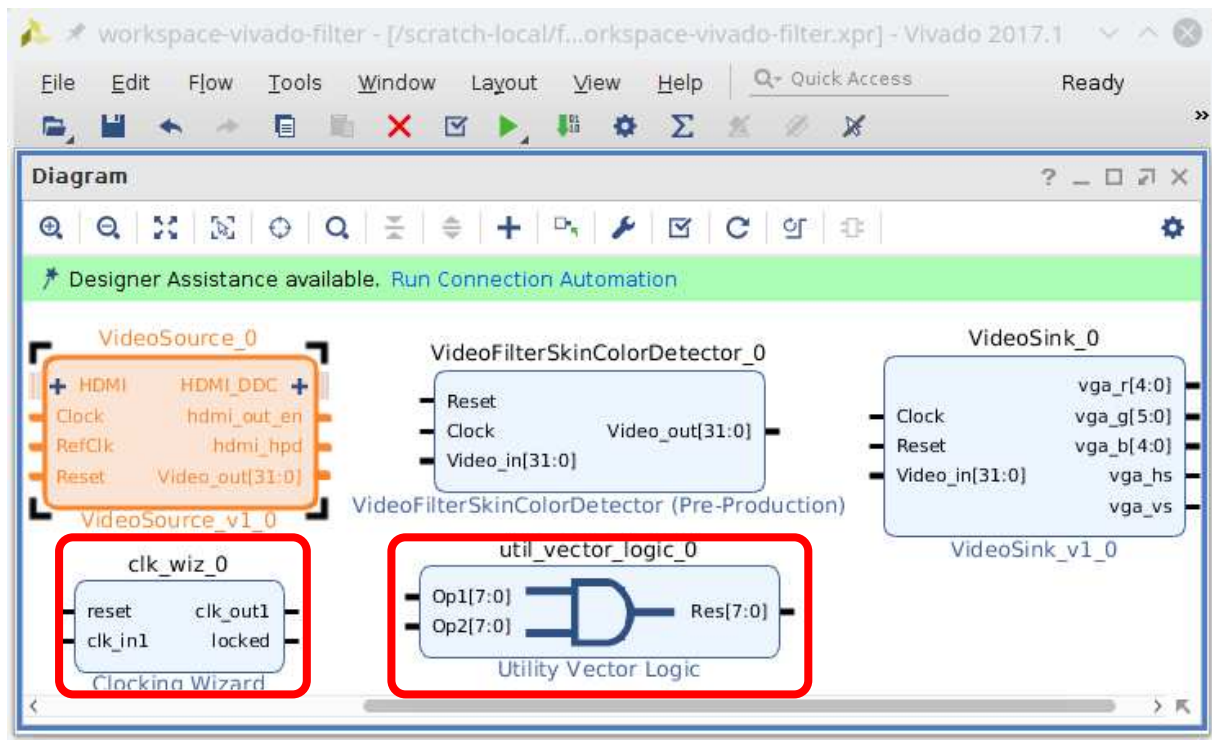 workspace-vivado-filter - [/scratch-local/f...orkspace-vivado-filter.xpr] - Vivado 2017.1
File Edit Flow Tools Window Layout View Help Quick Access Ready
»
Diagram
Designer Assistance available. Run Connection Automation
VideoSource_0
HDMI HDMI_DDC
Clock hdmi_out_en
RefClk hdmi_hpd
Reset Video_out[31:0]
VideoSource_v1_0
VideoFilterSkinColorDetector_0
Reset
Clock Video_out[31:0]
Video_in[31:0]
VideoFilterSkinColorDetector (Pre-Production)
VideoSink_0
vga_r[4:0]
Clock vga_g[5:0]
Reset vga_b[4:0]
Video_in[31:0] vga_hs
vga_vs
VideoSink_v1_0
clk_wiz_0
reset clk_out1
clk_in1 locked
Clocking Wizard
util_vector_logic_0
Op1[7:0] Res[7:0]
Op2[7:0]
Utility Vector Logic